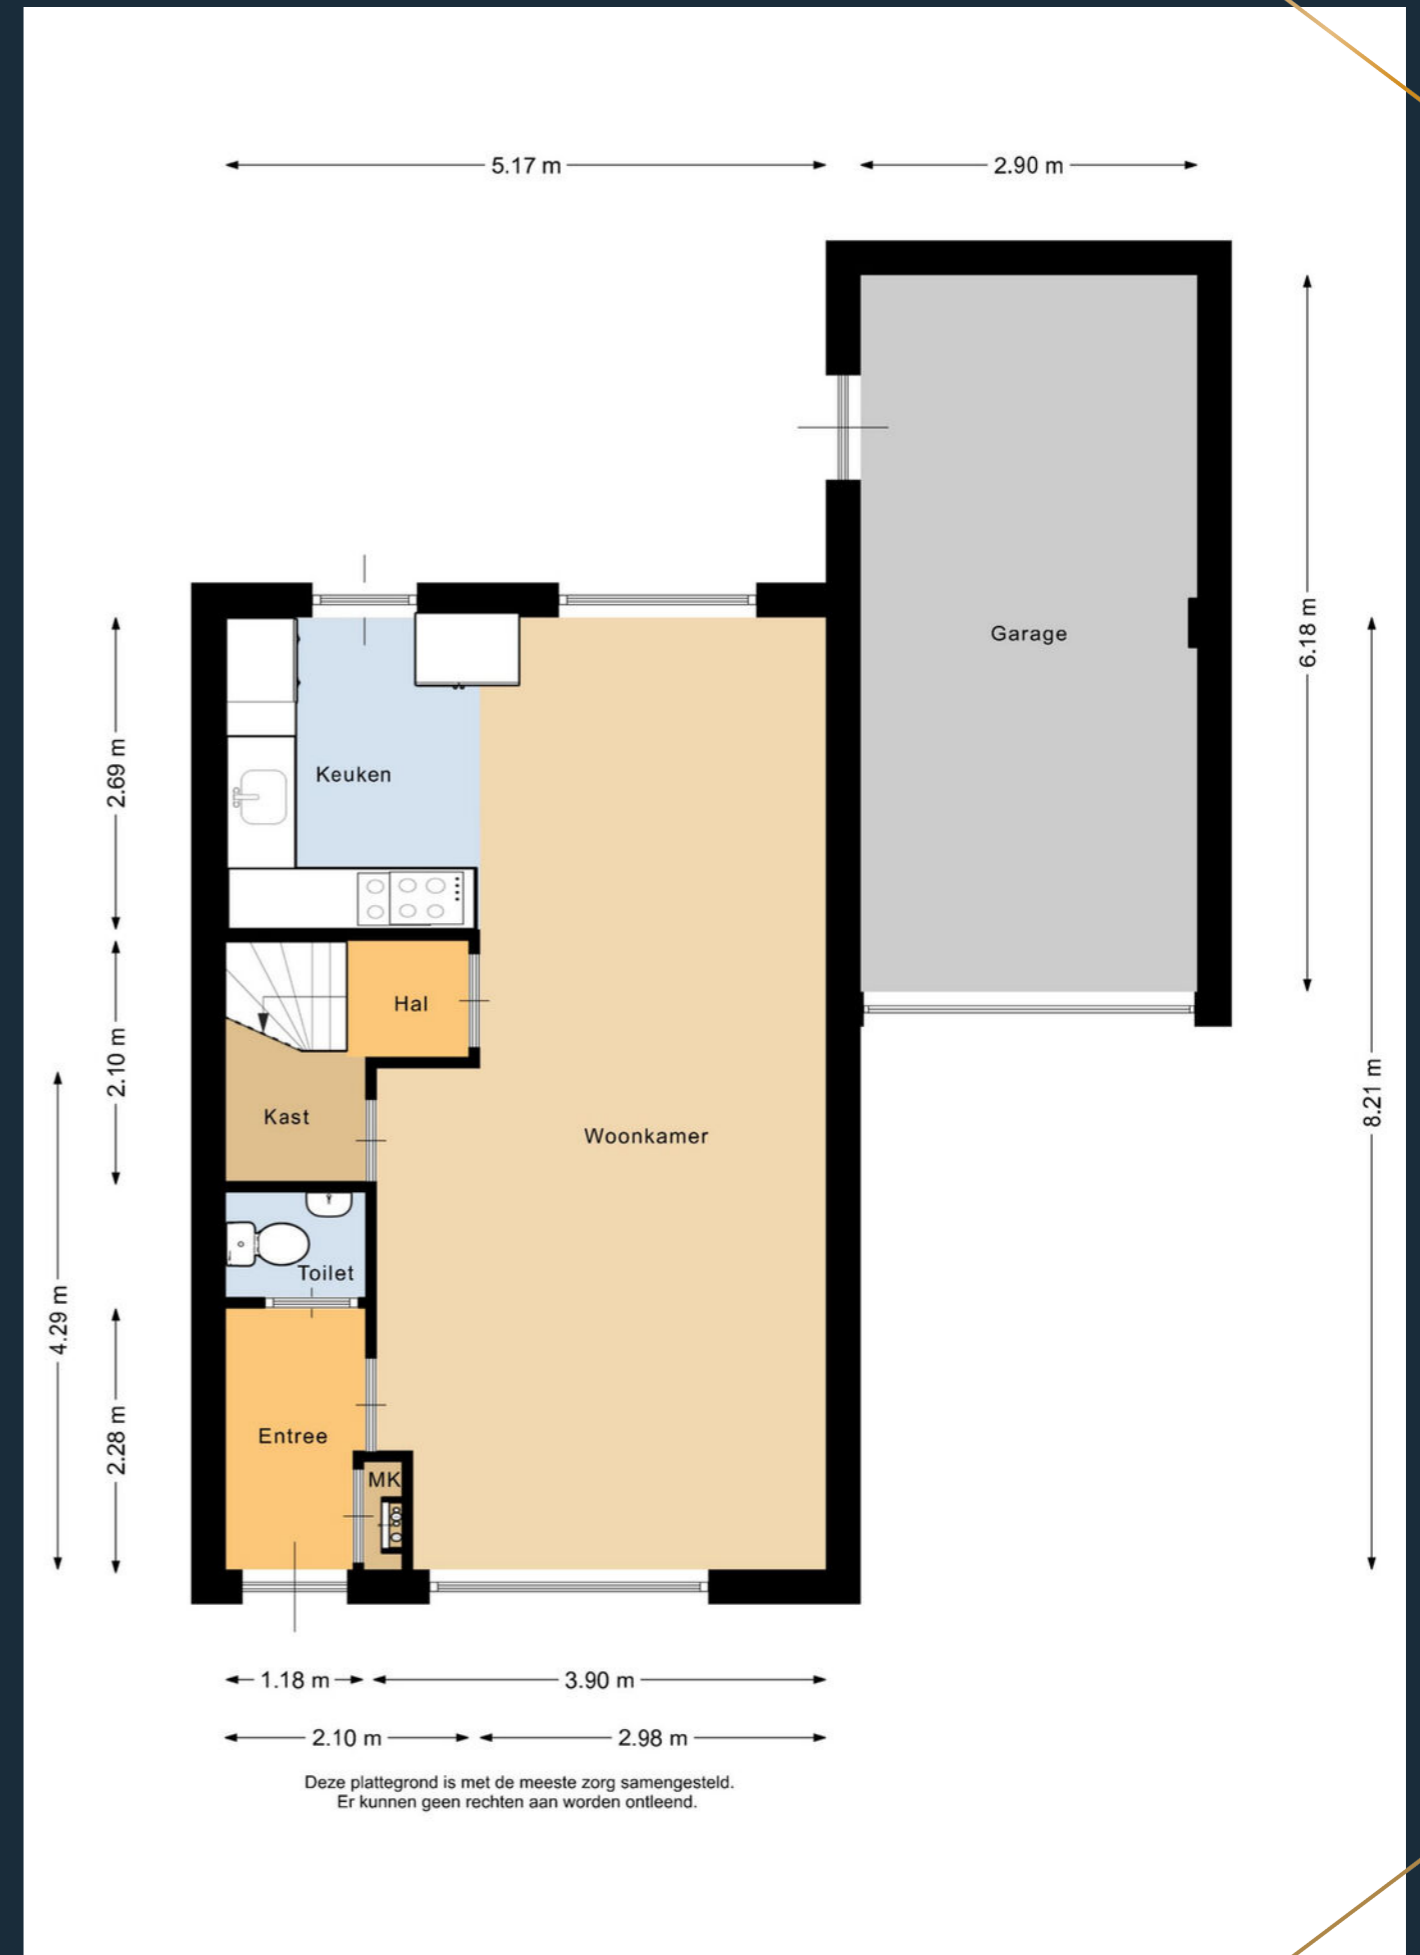 5.17 m
2.90 m
Garage
6.18 m
8.21 m
2.69 m
Keuken
Hal
2.10 m
Kast
Woonkamer
Toilet
4.29 m
2.28 m
Entree
MK
1.18 m
3.90 m
2.10 m
2.98 m
Deze plattegrond is met de meeste zorg samengesteld.
Er kunnen geen rechten aan worden ontleend.